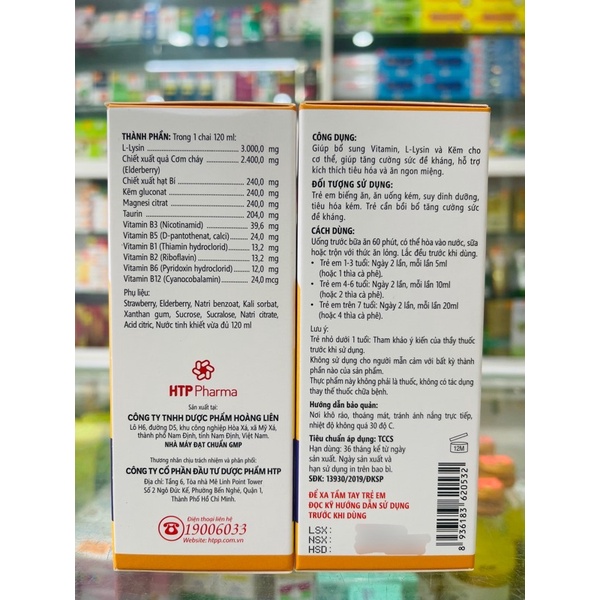 THÀNH PHẦN: Trong 1 chai 120 ml:
L-Lysin 3.000,0 mg
Chiết xuất quả Cơm cháy 2.400,0 mg
(Elderberry)
Chiết xuất hạt Bí 240,0 mg
Kẽm gluconat 240,0 mg
Magnesi citrat 240,0 mg
Taurin 204,0 mg
Vitamin B3 (Nicotinamid) 39,6 mg
Vitamin B5 (D-pantothenat, calci) 24,0 mg
Vitamin B1 (Thiamin hydroclorid) 13,2 mg
Vitamin B2 (Riboflavin) 13,2 mg
Vitamin B6 (Pyridoxin hydroclorid) 12,0 mg
Vitamin B12 (Cyanocobalamin) 24,0 mcg
Phụ liệu:
Strawberry, Elderberry, Natri benzoat, Kali sorbat,
Xanthan gum, Sucrose, Sucralose, Natri citrate,
Acid citric, Nước tinh khiết vừa đủ 120 ml
HTP Pharma
Sản xuất tại:
CÔNG TY TNHH DƯỢC PHẨM HOÀNG LIÊN
Lô H6, đường D5, khu công nghiệp Hòa Xá, xã Mỹ Xá,
thành phố Nam Định, tỉnh Nam Định, Việt Nam.
NHÀ MÁY ĐẠT CHUẨN GMP
Thương nhân chịu trách nhiệm và phân phối:
CÔNG TY CỔ PHẦN ĐẦU TƯ DƯỢC PHẨM HTP
Địa chỉ: Tầng 6, Tòa nhà Mê Linh Point Tower
Số 2 Ngô Đức Kế, Phường Bến Nghé, Quận 1,
Thành Phố Hồ Chí Minh.
Điện thoại liên hệ
19006033
Website: htpp.com.vn
CÔNG DỤNG:
Giúp bổ sung Vitamin, L-Lysin và Kẽm cho
cơ thể, giúp tăng cường sức đề kháng, hỗ trợ
kích thích tiêu hóa và ăn ngon miệng.
ĐỐI TƯỢNG SỬ DỤNG:
Trẻ em biếng ăn, ăn uống kém, suy dinh dưỡng,
tiêu hóa kém. Trẻ cần bồi bổ tăng cường sức
đề kháng.
CÁCH DÙNG:
Uống trước bữa ăn 60 phút, có thể hòa vào nước, sữa
hoặc trộn với thức ăn lỏng. Lắc đều trước khi dùng.
• Trẻ em 1-3 tuổi: Ngày 2 lần, mỗi lần 5ml
(hoặc 1 thìa cà phê).
• Trẻ em 4-6 tuổi: Ngày 2 lần, mỗi lần 10ml
(hoặc 2 thìa cà phê).
• Trẻ em trên 7 tuổi: Ngày 2 lần, mỗi lần 20ml
(hoặc 4 thìa cà phê).
Lưu ý:
Trẻ nhỏ dưới 1 tuổi: Tham khảo ý kiến của thầy thuốc
trước khi sử dụng.
Không sử dụng cho người mẫn cảm với bất kỳ thành
phần nào của sản phẩm.
Thực phẩm này không phải là thuốc, không có tác dụng
thay thế thuốc chữa bệnh.
Hướng dẫn bảo quản:
Nơi khô ráo, thoáng mát, tránh ánh nắng trực tiếp,
nhiệt độ không quá 30 độ C.
Tiêu chuẩn áp dụng: TCCS
Hạn dùng: 36 tháng kể từ ngày
sản xuất. Ngày sản xuất và
hạn sử dụng in trên bao bì.
SĐK: 13930/2019/ĐKSP
12M
ĐỂ XA TẦM TAY TRẺ EM
ĐỌC KỸ HƯỚNG DẪN SỬ DỤNG
TRƯỚC KHI DÙNG
LSX:
NSX:
HSD:
8 936183 620532